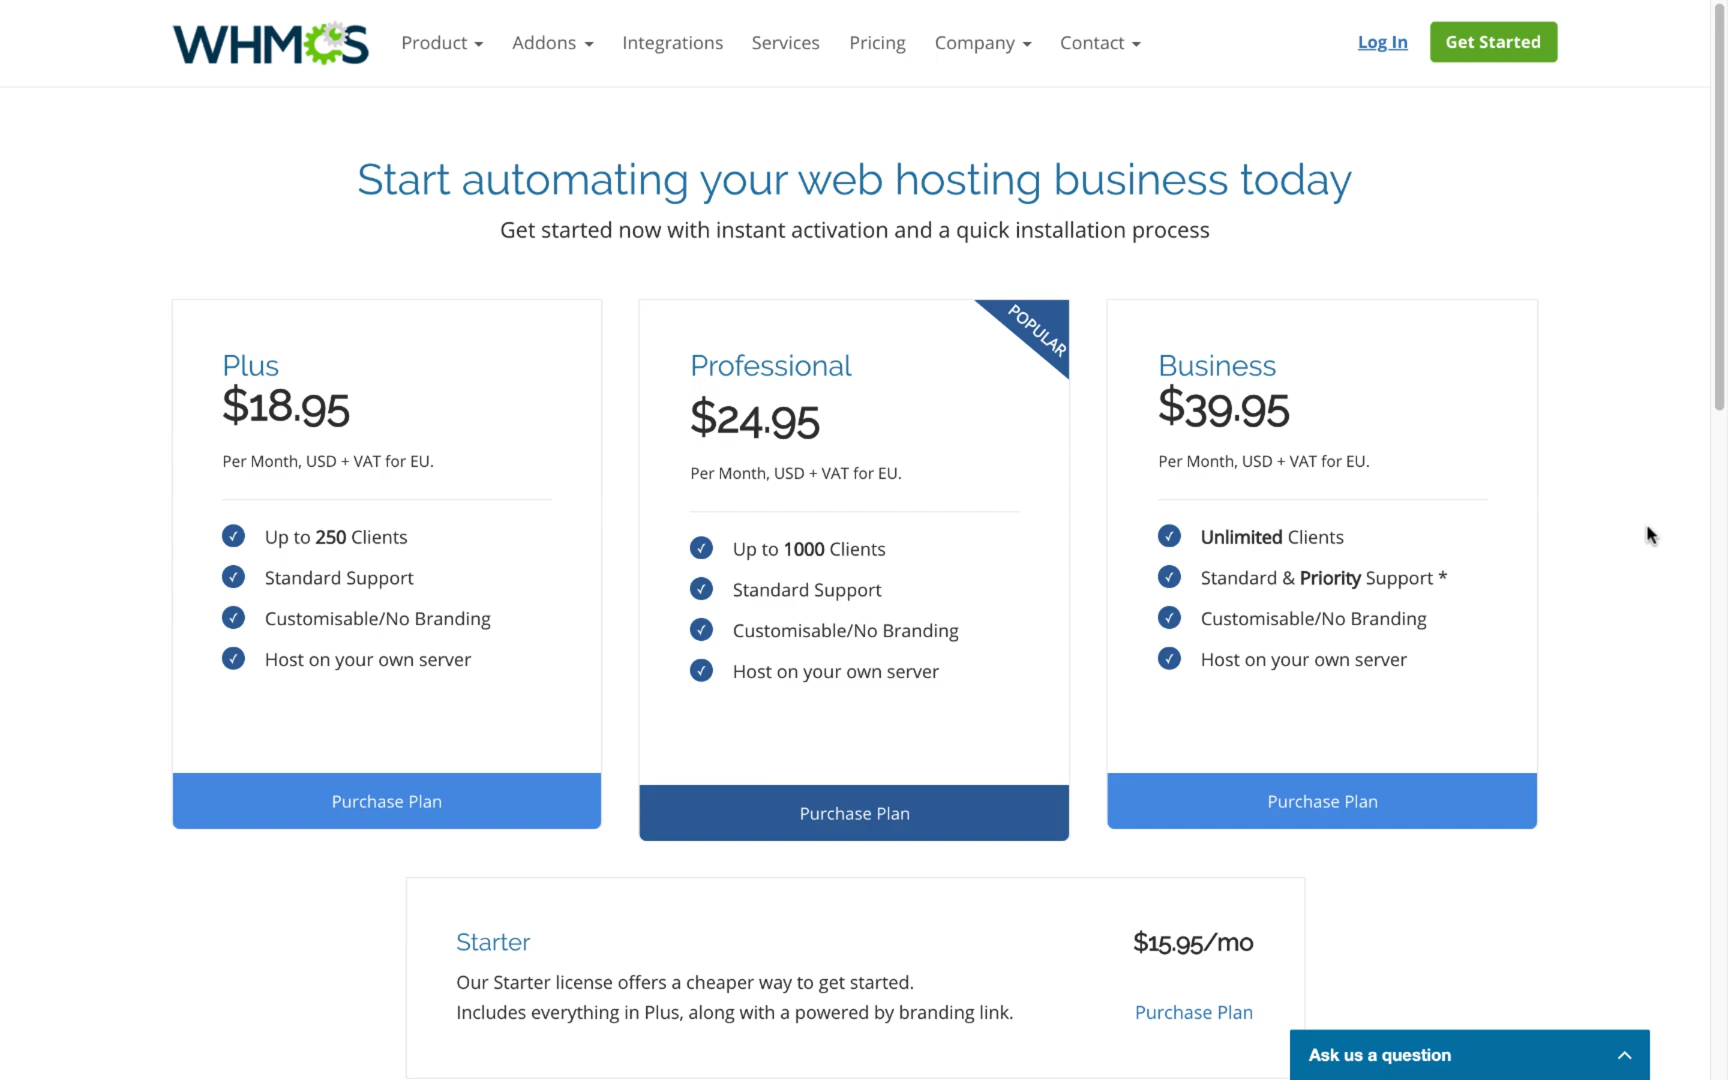 WHMCS
Product
Addons
Integrations
Services
Pricing
Company
Contact
Log In
Get Started
Start automating your web hosting business today
Get started now with instant activation and a quick installation process
Plus
$18.95
Per Month, USD + VAT for EU.
Up to 250 Clients
Standard Support
Customisable/No Branding
Host on your own server
Purchase Plan
POPULAR
Professional
$24.95
Per Month, USD + VAT for EU.
Up to 1000 Clients
Standard Support
Customisable/No Branding
Host on your own server
Purchase Plan
Business
$39.95
Per Month, USD + VAT for EU.
Unlimited Clients
Standard & Priority Support *
Customisable/No Branding
Host on your own server
Purchase Plan
Starter
$15.95/mo
Our Starter license offers a cheaper way to get started.
Includes everything in Plus, along with a powered by branding link.
Purchase Plan
Ask us a question